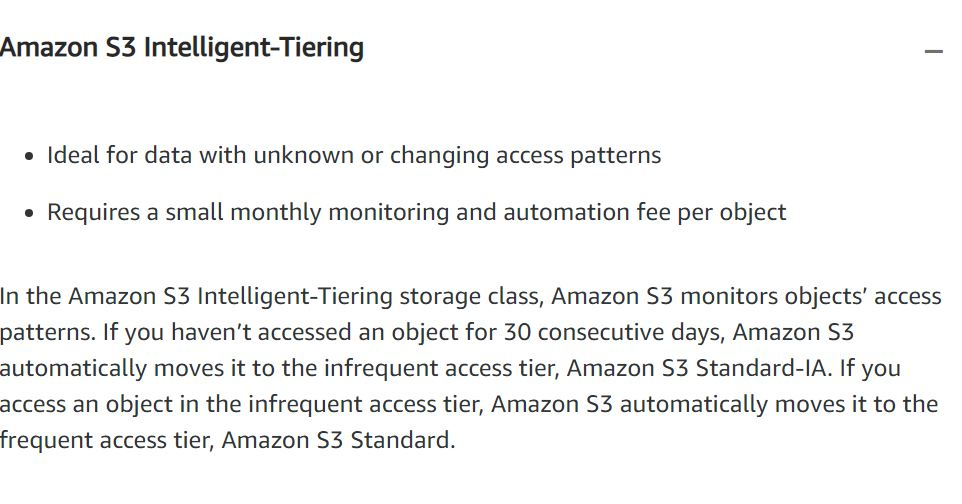 Amazon S3 Intelligent-Tiering
• Ideal for data with unknown or changing access patterns
• Requires a small monthly monitoring and automation fee per object
In the Amazon S3 Intelligent-Tiering storage class, Amazon S3 monitors objects’ access
patterns. If you haven’t accessed an object for 30 consecutive days, Amazon S3
automatically moves it to the infrequent access tier, Amazon S3 Standard-IA. If you
access an object in the infrequent access tier, Amazon S3 automatically moves it to the
frequent access tier, Amazon S3 Standard.